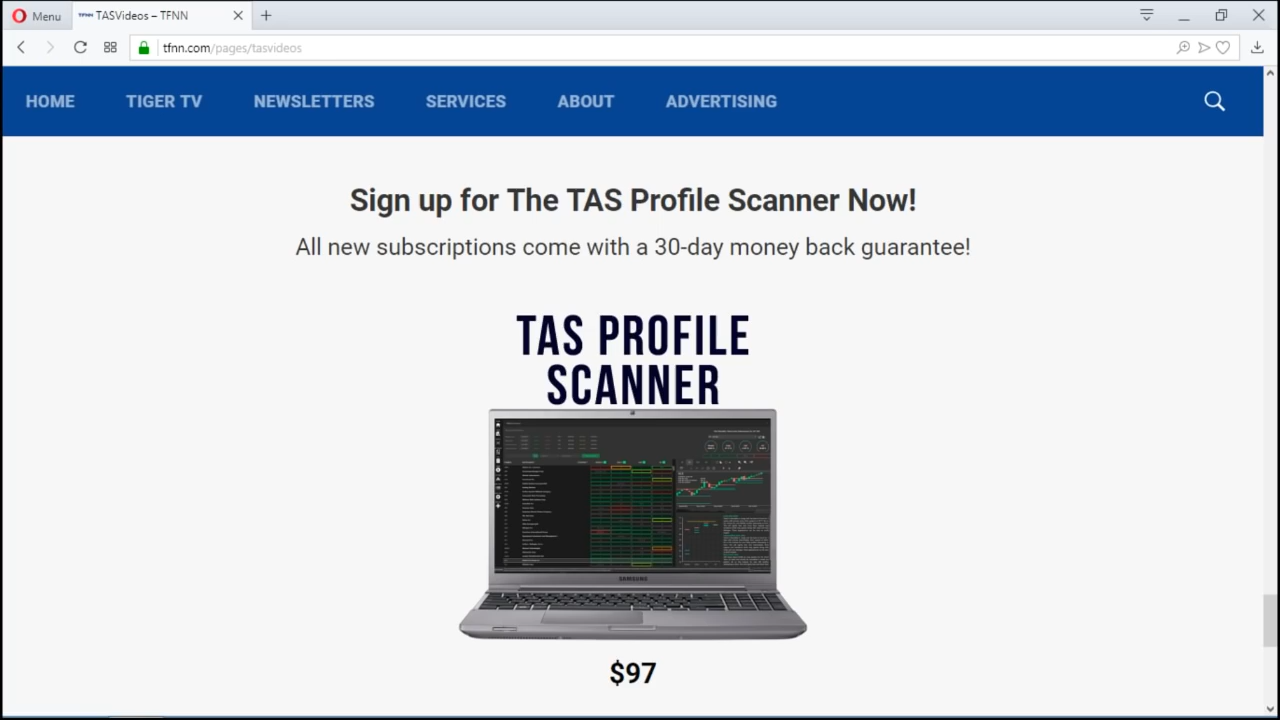 Menu
TFNN TASVideos – TFNN
tfnn.com/pages/tasvideos
HOME
TIGER TV
NEWSLETTERS
SERVICES
ABOUT
ADVERTISING
Sign up for The TAS Profile Scanner Now!
All new subscriptions come with a 30-day money back guarantee!
TAS PROFILE
SCANNER
SAMSUNG
$97